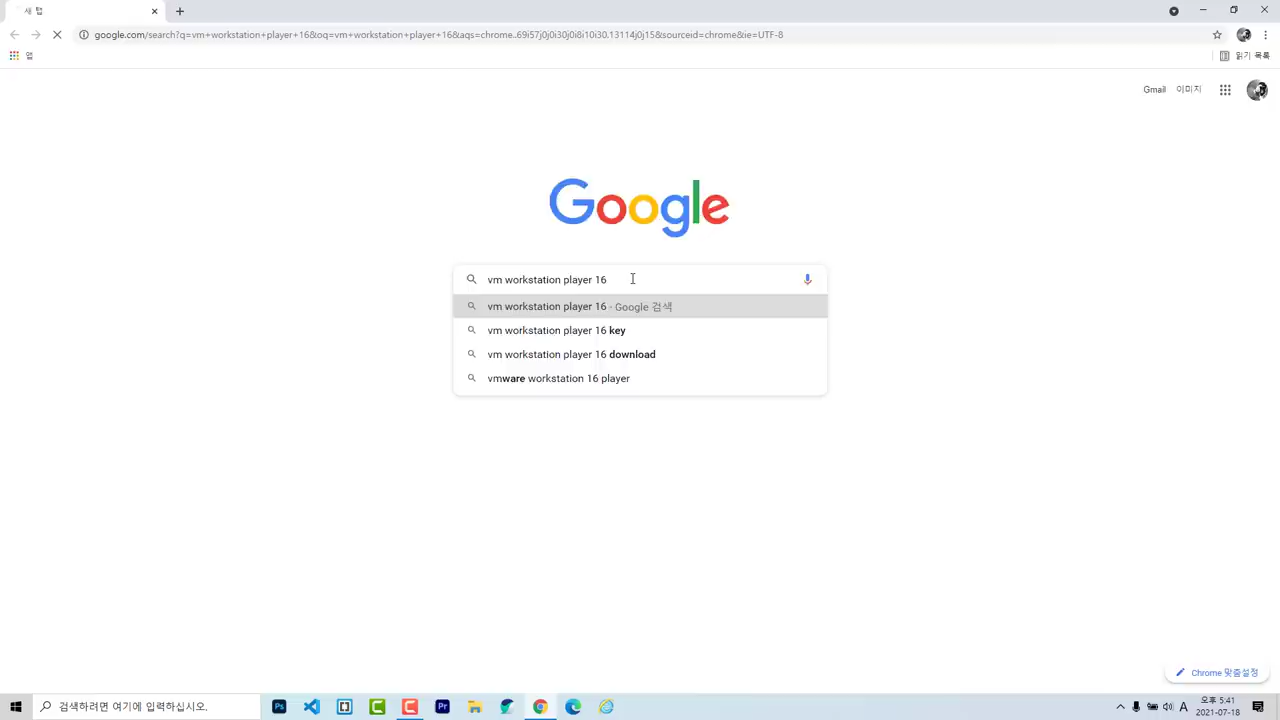 새 탭
google.com/search?q=vm+workstation+player+16&oq=vm+workstation+player+16&aqs=chrome..69i57j0j0i30j0i8i10i30.13114j0j15&sourceid=chrome&ie=UTF-8
앱
읽기 목록
Gmail 이미지
Google
vm workstation player 16
vm workstation player 16 - Google 검색
vm workstation player 16 key
vm workstation player 16 download
vmware workstation 16 player
Chrome 맞춤설정
검색하려면 여기에 입력하십시오.
Ps
Pr
A
오후 5:41
2021-07-18